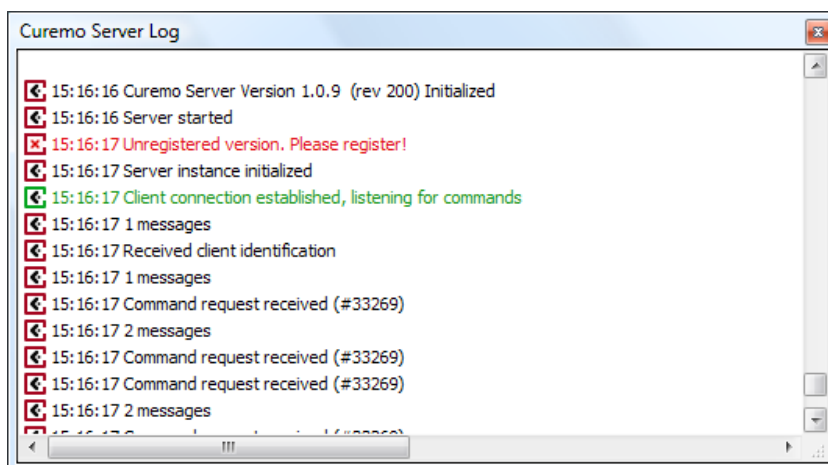 Curemo Server Log
15:16:16 Curemo Server Version 1.0.9 (rev 200) Initialized
15:16:16 Server started
15:16:17 Unregistered version. Please register!
15:16:17 Server instance initialized
15:16:17 Client connection established, listening for commands
15:16:17 1 messages
15:16:17 Received client identification
15:16:17 1 messages
15:16:17 Command request received (#33269)
15:16:17 2 messages
15:16:17 Command request received (#33269)
15:16:17 Command request received (#33269)
15:16:17 2 messages